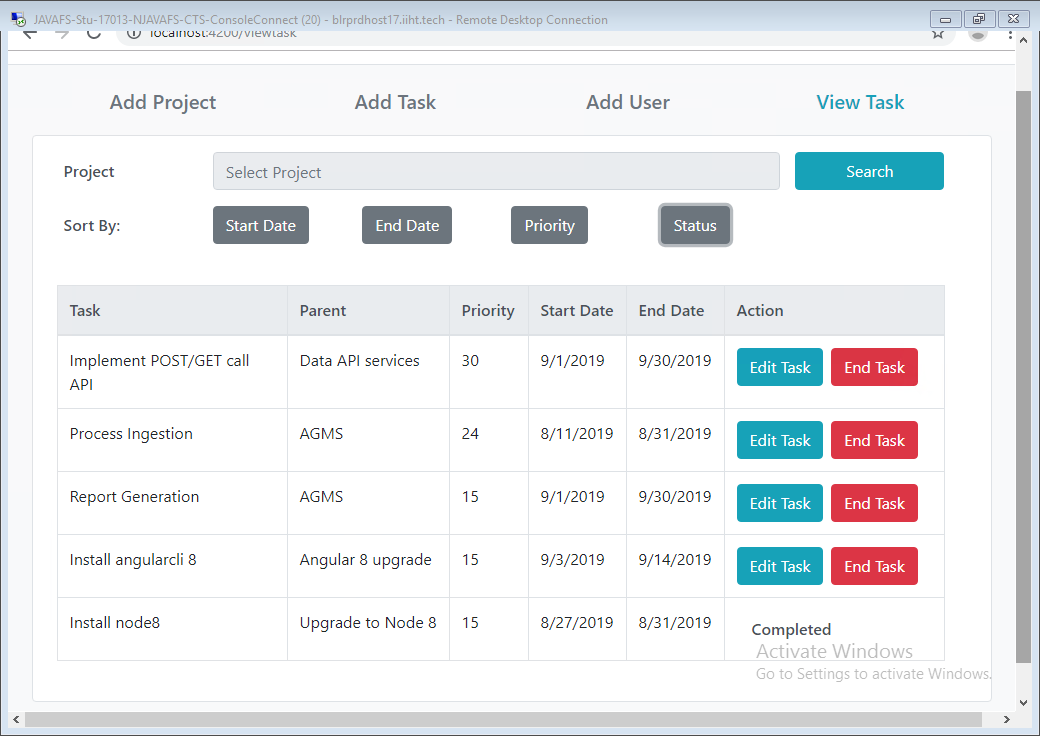 JAVAFS-Stu-17013-NJAVAFS-CTS-ConsoleConnect (20) - blrprdhost17.iiht.tech - Remote Desktop Connection
localhost:4200/viewtask
Add Project Add Task Add User View Task
Project Select Project Search
Sort By: Start Date End Date Priority Status
Task Parent Priority Start Date End Date Action
Implement POST/GET call Data API services 30 9/1/2019 9/30/2019 Edit Task End Task
API
Process Ingestion AGMS 24 8/11/2019 8/31/2019 Edit Task End Task
Report Generation AGMS 15 9/1/2019 9/30/2019 Edit Task End Task
Install angularcli 8 Angular 8 upgrade 15 9/3/2019 9/14/2019 Edit Task End Task
Install node8 Upgrade to Node 8 15 8/27/2019 8/31/2019 Completed
Activate Windows
Go to Settings to activate Windows.